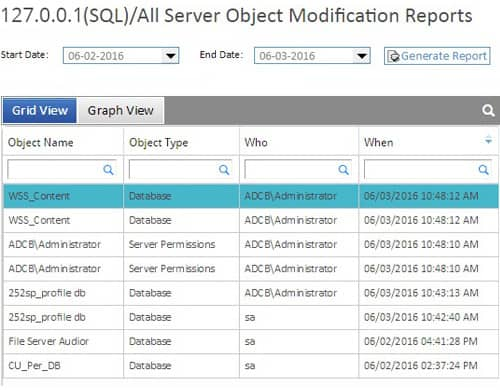 127.0.0.1(SQL)/All Server Object Modification Reports
Start Date: 06-02-2016 End Date: 06-03-2016 Generate Report
Grid View Graph View
Object Name Object Type Who When
WSS_Content Database ADCB\Administrator 06/03/2016 10:48:12 AM
WSS_Content Database ADCB\Administrator 06/03/2016 10:48:12 AM
ADCB\Administrator Server Permissions ADCB\Administrator 06/03/2016 10:48:10 AM
ADCB\Administrator Server Permissions ADCB\Administrator 06/03/2016 10:48:10 AM
252sp_profile db Database ADCB\Administrator 06/03/2016 10:43:13 AM
252sp_profile db Database sa 06/03/2016 10:42:40 AM
File Server Audior Database sa 06/02/2016 04:41:28 PM
CU_Per_DB Database sa 06/02/2016 02:37:24 PM